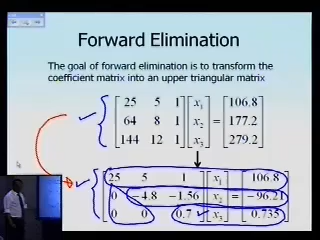 Forward Elimination
The goal of forward elimination is to transform the
coefficient matrix into an upper triangular matrix
25 5 1 x₁ 106.8
64 8 1 x₂ = 177.2
144 12 1 x₃ 279.2
25 5 1 x₁ 106.8
0 -4.8 -1.56 x₂ = -96.21
0 0 0.7 x₃ 0.735